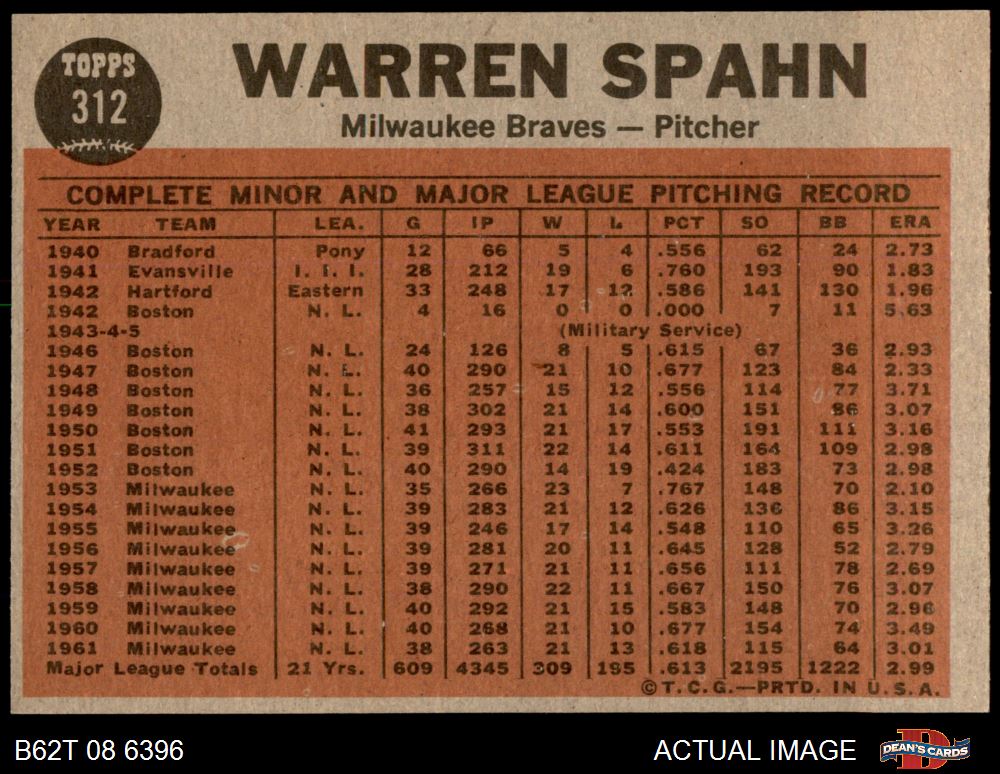 TOPPS
312
WARREN SPAHN
Milwaukee Braves — Pitcher
COMPLETE MINOR AND MAJOR LEAGUE PITCHING RECORD
YEAR TEAM LEA. G IP W L PCT SO BB ERA
1940 Bradford Pony 12 66 5 4 .556 62 24 2.73
1941 Evansville I. I. I. 28 212 19 6 .760 193 90 1.83
1942 Hartford Eastern 33 248 17 12 .586 141 130 1.96
1942 Boston N. L. 4 16 0 0 .000 7 11 5.63
1943-4-5 (Military Service)
1946 Boston N. L. 24 126 8 5 .615 67 36 2.93
1947 Boston N. L. 40 290 21 10 .677 123 84 2.33
1948 Boston N. L. 36 257 15 12 .556 114 77 3.71
1949 Boston N. L. 38 302 21 14 .600 151 86 3.07
1950 Boston N. L. 41 293 21 17 .553 191 111 3.16
1951 Boston N. L. 39 311 22 14 .611 164 109 2.98
1952 Boston N. L. 40 290 14 19 .424 183 73 2.98
1953 Milwaukee N. L. 35 266 23 7 .767 148 70 2.10
1954 Milwaukee N. L. 39 283 21 12 .626 136 86 3.15
1955 Milwaukee N. L. 39 246 17 14 .548 110 65 3.26
1956 Milwaukee N. L. 39 281 20 11 .645 128 52 2.79
1957 Milwaukee N. L. 39 271 21 11 .656 111 78 2.69
1958 Milwaukee N. L. 38 290 22 11 .667 150 76 3.07
1959 Milwaukee N. L. 40 292 21 15 .583 148 70 2.96
1960 Milwaukee N. L. 40 268 21 10 .677 154 74 3.49
1961 Milwaukee N. L. 38 263 21 13 .618 115 64 3.01
Major League Totals 21 Yrs. 609 4345 309 195 .613 2195 1222 2.99
©T.C.G.—PRTD. IN U.S.A.
B62T 08 6396 ACTUAL IMAGE DEAN'S CARDS